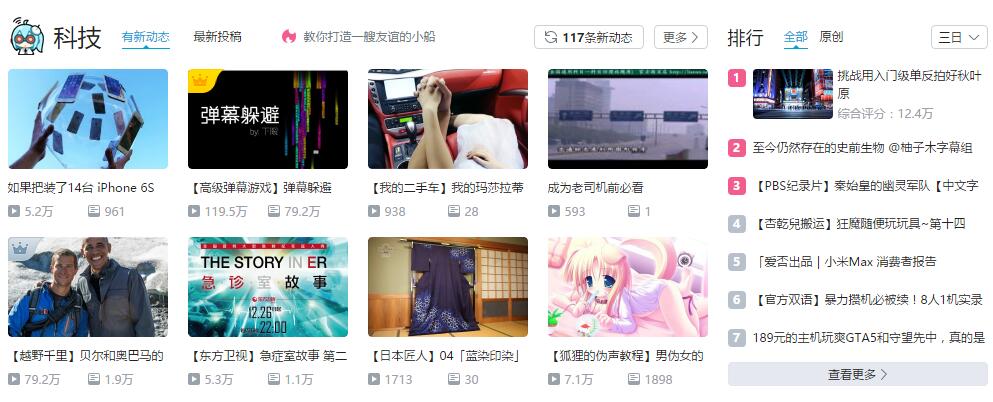 科技
有新动态
最新投稿
教你打造一艘友谊的小船
117条新动态
更多
弹幕躲避
by: 下限
如果把装了14台 iPhone 6S
【高级弹幕游戏】弹幕躲避
【我的二手车】我的玛莎拉蒂
成为老司机前必看
5.2万
961
119.5万
79.2万
938
28
593
1
THE STORY IN ER
急诊室故事
12.26
22:00
【越野千里】贝尔和奥巴马的
【东方卫视】急症室故事 第二
【日本匠人】04「蓝染印染」
【狐狸的伪声教程】男伪女的
79.2万
1.9万
5.3万
1.1万
1713
30
7.1万
1898
排行
全部
原创
三日
1
挑战用入门级单反拍好秋叶
原
综合评分：12.4万
2
至今仍然存在的史前生物 @柚子木字幕组
3
【PBS纪录片】秦始皇的幽灵军队【中文字
4
【杏乾兒搬运】狂魔随便玩玩具~第十四
5
「爱否出品 | 小米Max 消费者报告
6
【官方双语】暴力攒机必被续！8人1机实录
7
189元的主机玩爽GTA5和守望先中，真的是
查看更多